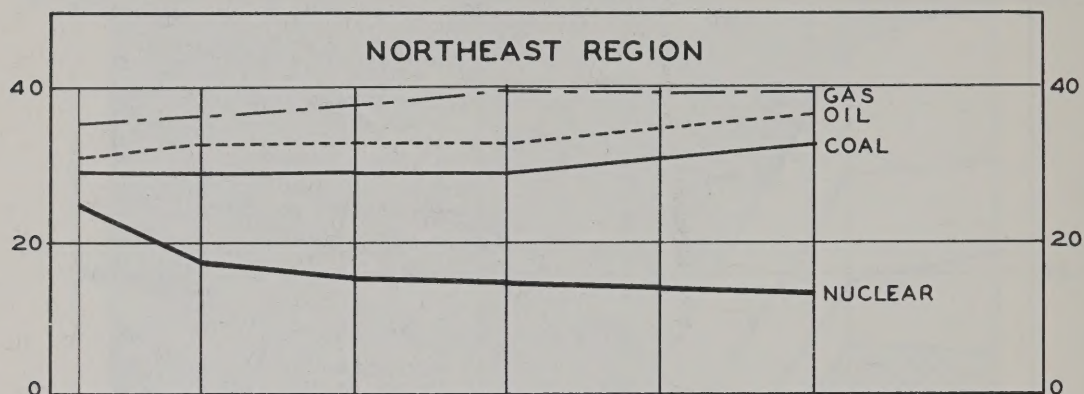 NORTHEAST REGION
40 40
GAS
OIL
COAL
20 20
NUCLEAR
0 0